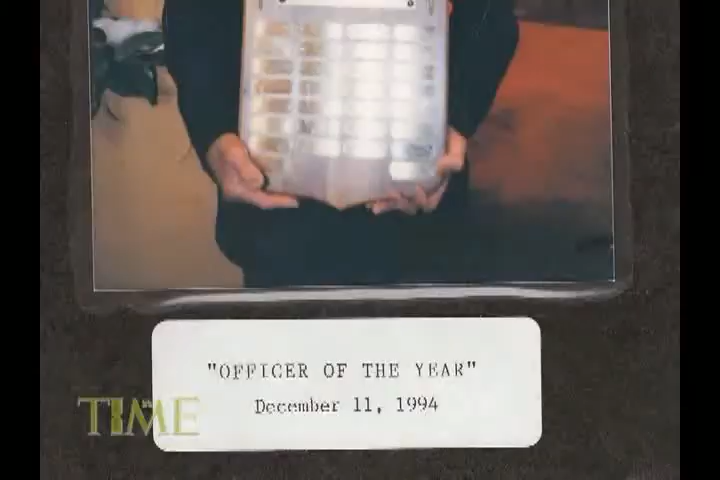 "OFFICER OF THE YEAR"
December 11, 1994
TIME